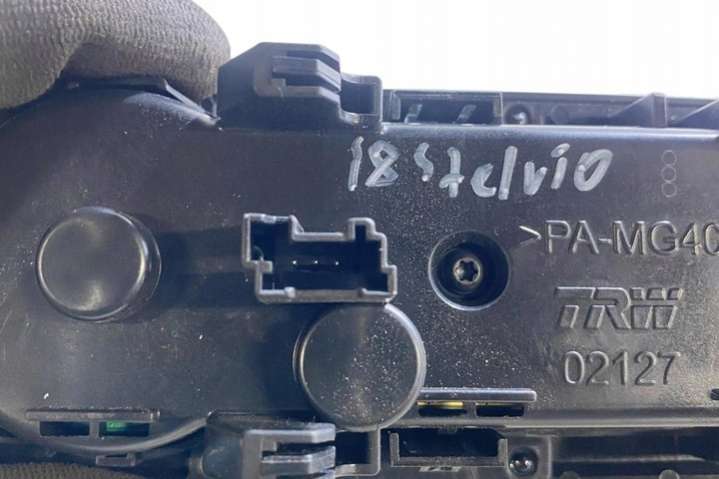 18 Stelvio
>PA-MG40
TRW
02127